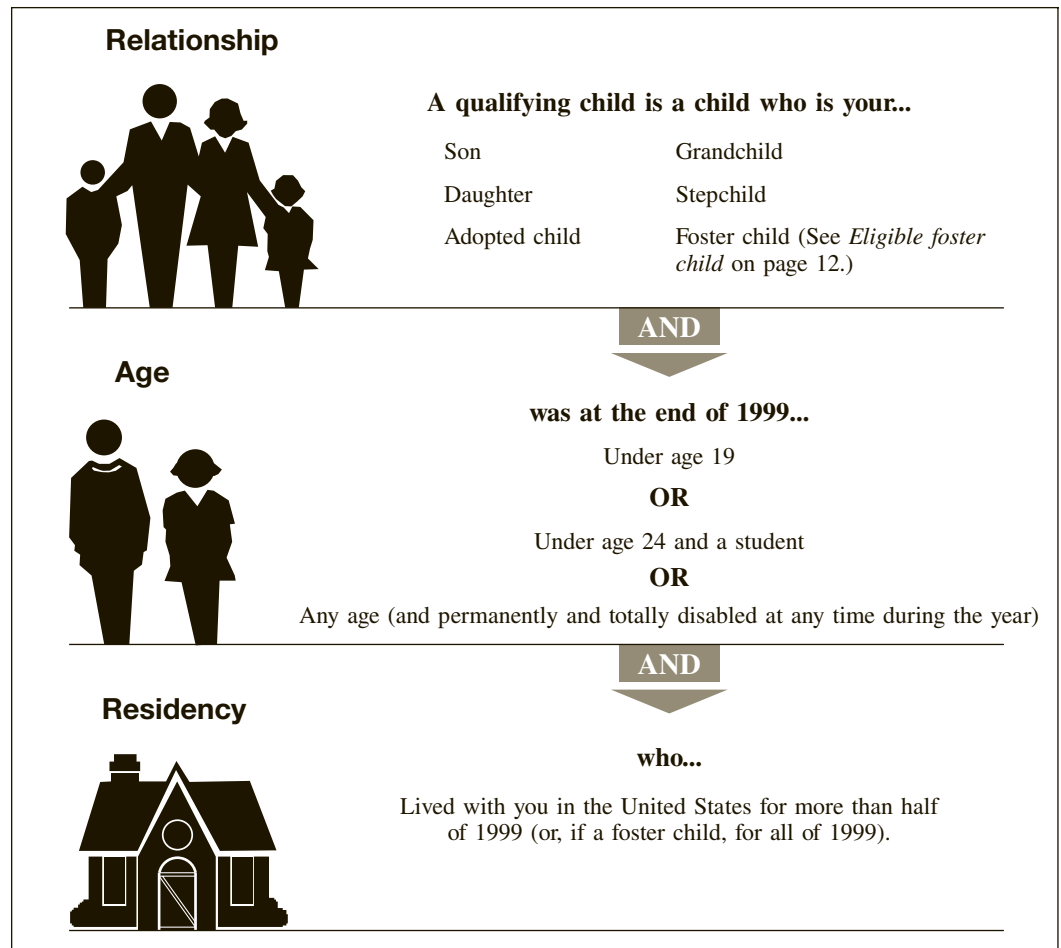 Relationship
A qualifying child is a child who is your...
Son
Grandchild
Daughter
Stepchild
Adopted child
Foster child (See Eligible foster
child on page 12.)
AND
Age
was at the end of 1999...
Under age 19
OR
Under age 24 and a student
OR
Any age (and permanently and totally disabled at any time during the year)
AND
Residency
who...
Lived with you in the United States for more than half
of 1999 (or, if a foster child, for all of 1999).